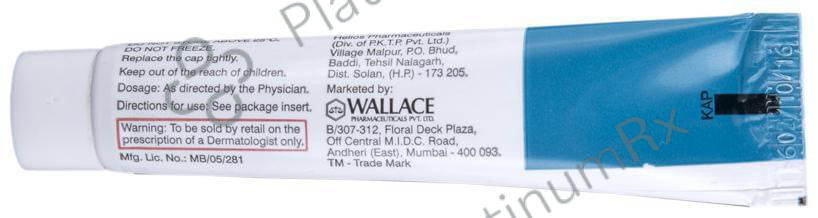 DO NOT FREEZE.
Replace the cap tightly.
Keep out of the reach of children.
Dosage: As directed by the Physician.
Directions for use: See package insert.
Warning: To be sold by retail on the
prescription of a Dermatologist only.
Mfg. Lic. No.: MB/05/281
Helios Pharmaceuticals
(Div. of P.K.T.P. Pvt. Ltd.)
Village Malpur, P.O. Bhud,
Baddi, Tehsil Nalagarh,
Dist. Solan, (H.P.) - 173 205.
Marketed by:
WALLACE
PHARMACEUTICALS PVT. LTD.
B/307-312, Floral Deck Plaza,
Off Central M.I.D.C. Road,
Andheri (East), Mumbai - 400 093.
TM - Trade Mark
KAP
PlatinumRx